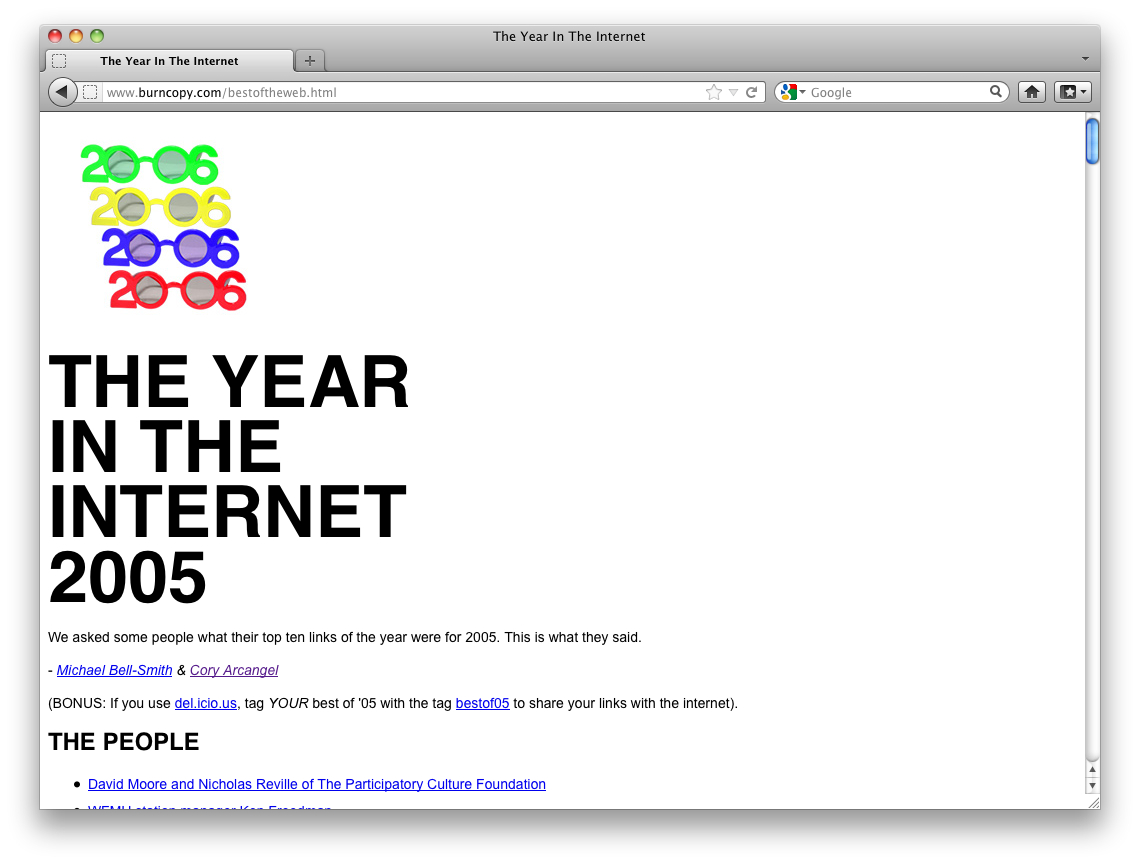 The Year In The Internet
The Year In The Internet
www.burncopy.com/bestoftheweb.html
Google
2006
2006
2006
2006
THE YEAR
IN THE
INTERNET
2005
We asked some people what their top ten links of the year were for 2005. This is what they said.
- Michael Bell-Smith & Cory Arcangel
(BONUS: If you use del.icio.us, tag YOUR best of '05 with the tag bestof05 to share your links with the internet).
THE PEOPLE
David Moore and Nicholas Reville of The Participatory Culture Foundation
station manager Ken Freedman